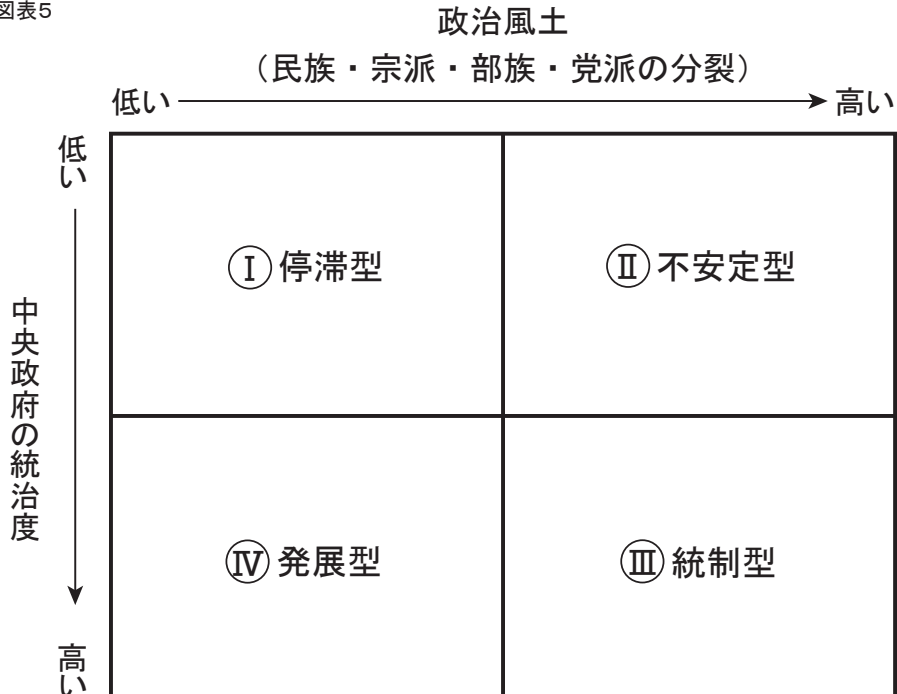 図表5
政治風土
（民族・宗派・部族・党派の分裂）
低い
高い
低い
中央政府の統治度
高い
Ⅰ 停滞型
Ⅱ 不安定型
Ⅳ 発展型
Ⅲ 統制型